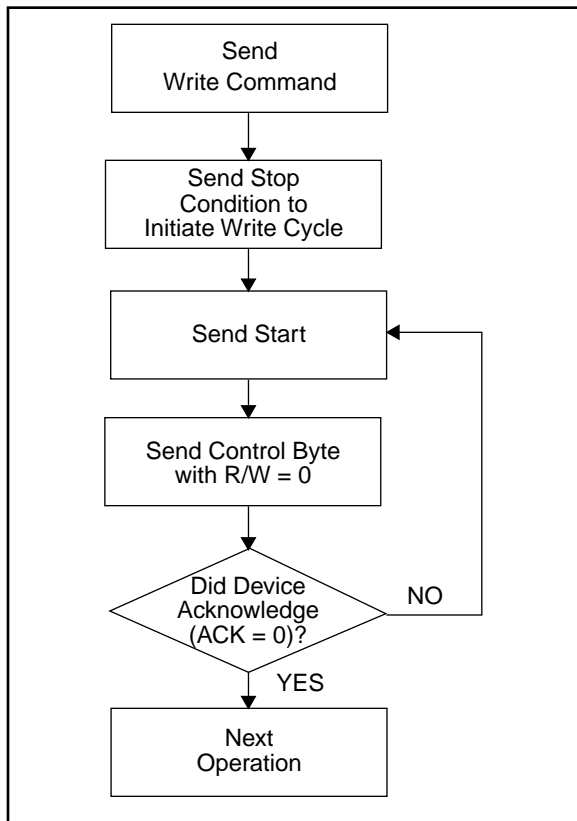 Send
Write Command
Send Stop
Condition to
Initiate Write Cycle
Send Start
Send Control Byte
with R/W = 0
Did Device
Acknowledge
(ACK = 0)?
NO
YES
Next
Operation